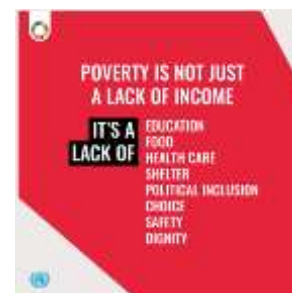 POVERTY IS NOT JUST
A LACK OF INCOME
IT'S A
LACK OF
EDUCATION
FOOD
HEALTH CARE
SHELTER
POLITICAL INCLUSION
CHOICE
SAFETY
DIGNITY